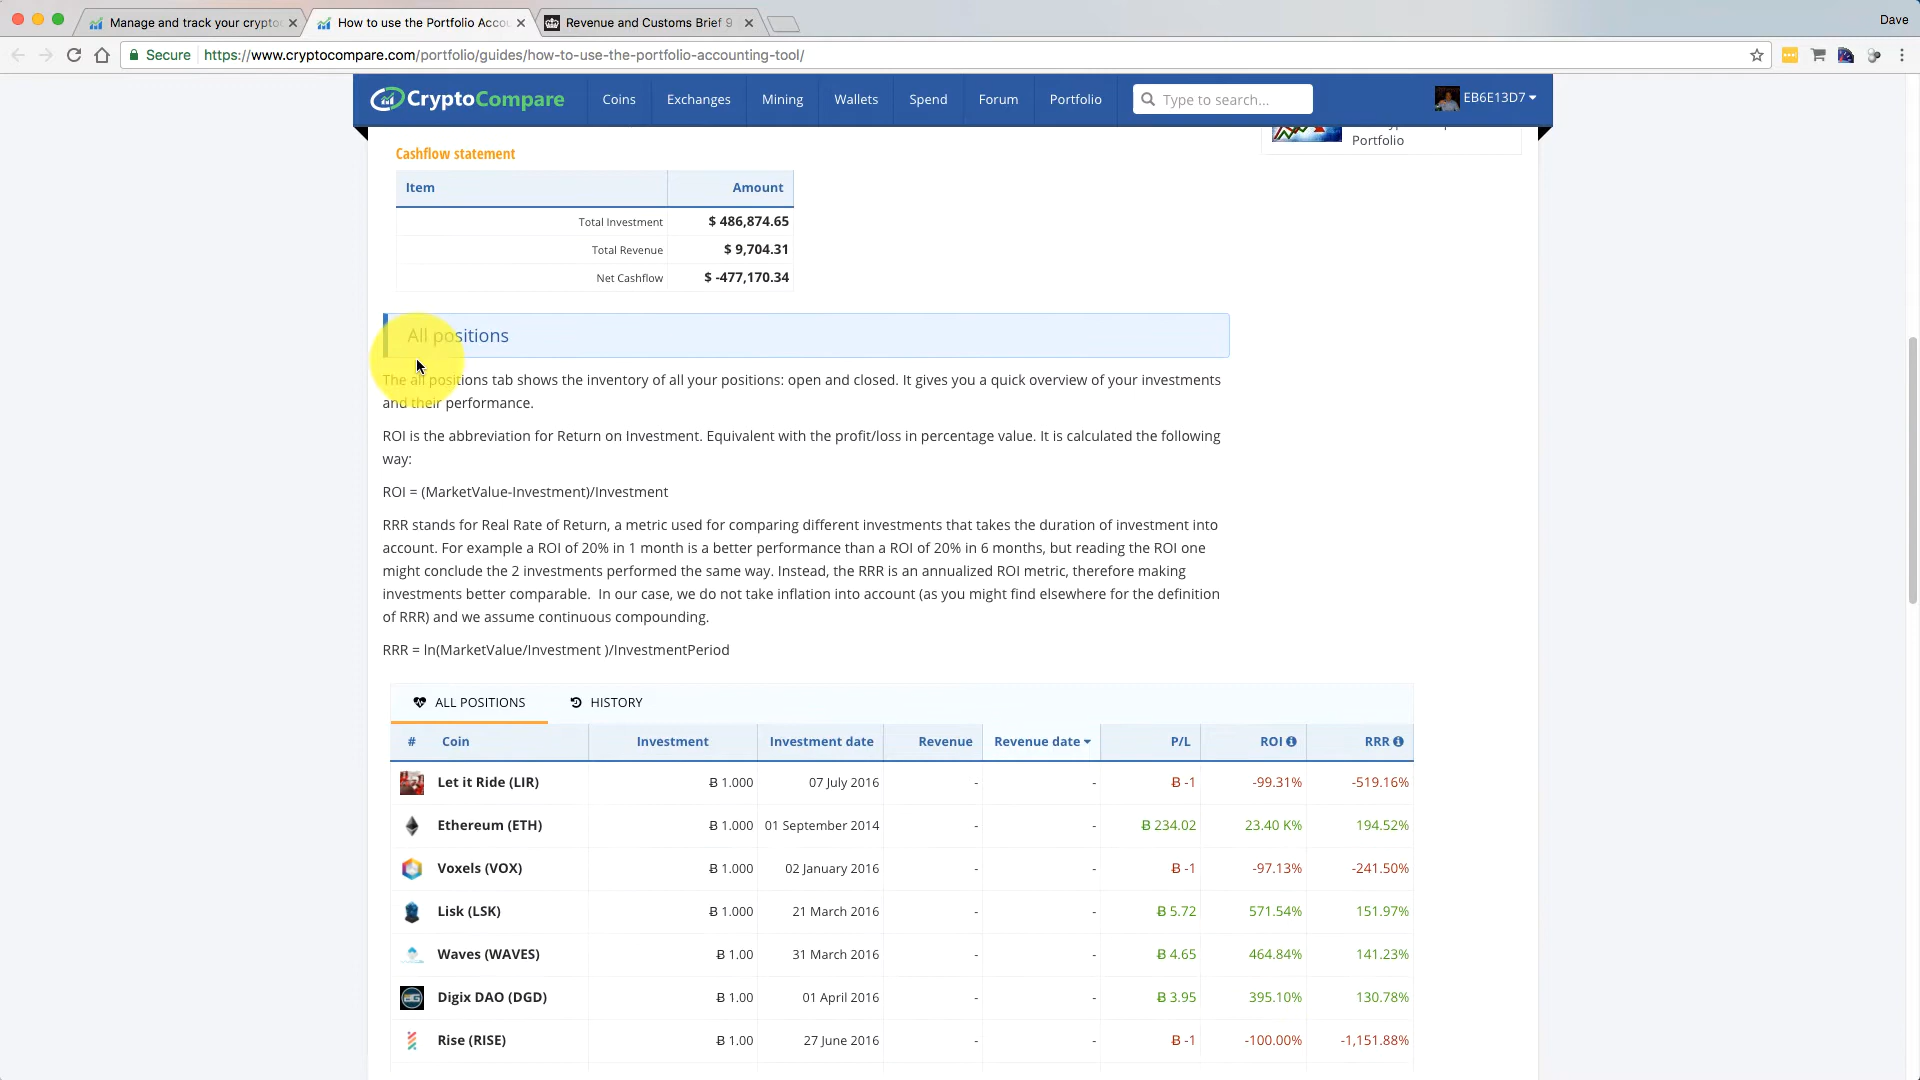 Manage and track your crypto
How to use the Portfolio Acco
Revenue and Customs Brief 9
Dave
Secure
https://www.cryptocompare.com/portfolio/guides/how-to-use-the-portfolio-accounting-tool/
CryptoCompare
Coins
Exchanges
Mining
Wallets
Spend
Forum
Portfolio
Type to search...
EB6E13D7
Portfolio
Cashflow statement
Item Amount
Total Investment $ 486,874.65
Total Revenue $ 9,704.31
Net Cashflow $ -477,170.34
All positions
The all positions tab shows the inventory of all your positions: open and closed. It gives you a quick overview of your investments
and their performance.
ROI is the abbreviation for Return on Investment. Equivalent with the profit/loss in percentage value. It is calculated the following
way:
ROI = (MarketValue-Investment)/Investment
RRR stands for Real Rate of Return, a metric used for comparing different investments that takes the duration of investment into
account. For example a ROI of 20% in 1 month is a better performance than a ROI of 20% in 6 months, but reading the ROI one
might conclude the 2 investments performed the same way. Instead, the RRR is an annualized ROI metric, therefore making
investments better comparable. In our case, we do not take inflation into account (as you might find elsewhere for the definition
of RRR) and we assume continuous compounding.
RRR = ln(MarketValue/Investment )/InvestmentPeriod
ALL POSITIONS HISTORY
# Coin Investment Investment date Revenue Revenue date P/L ROI RRR
Let it Ride (LIR) Ƀ 1.000 07 July 2016 - - Ƀ -1 -99.31% -519.16%
Ethereum (ETH) Ƀ 1.000 01 September 2014 - - Ƀ 234.02 23.40 K% 194.52%
Voxels (VOX) Ƀ 1.000 02 January 2016 - - Ƀ -1 -97.13% -241.50%
Lisk (LSK) Ƀ 1.000 21 March 2016 - - Ƀ 5.72 571.54% 151.97%
Waves (WAVES) Ƀ 1.00 31 March 2016 - - Ƀ 4.65 464.84% 141.23%
Digix DAO (DGD) Ƀ 1.00 01 April 2016 - - Ƀ 3.95 395.10% 130.78%
Rise (RISE) Ƀ 1.00 27 June 2016 - - Ƀ -1 -100.00% -1,151.88%